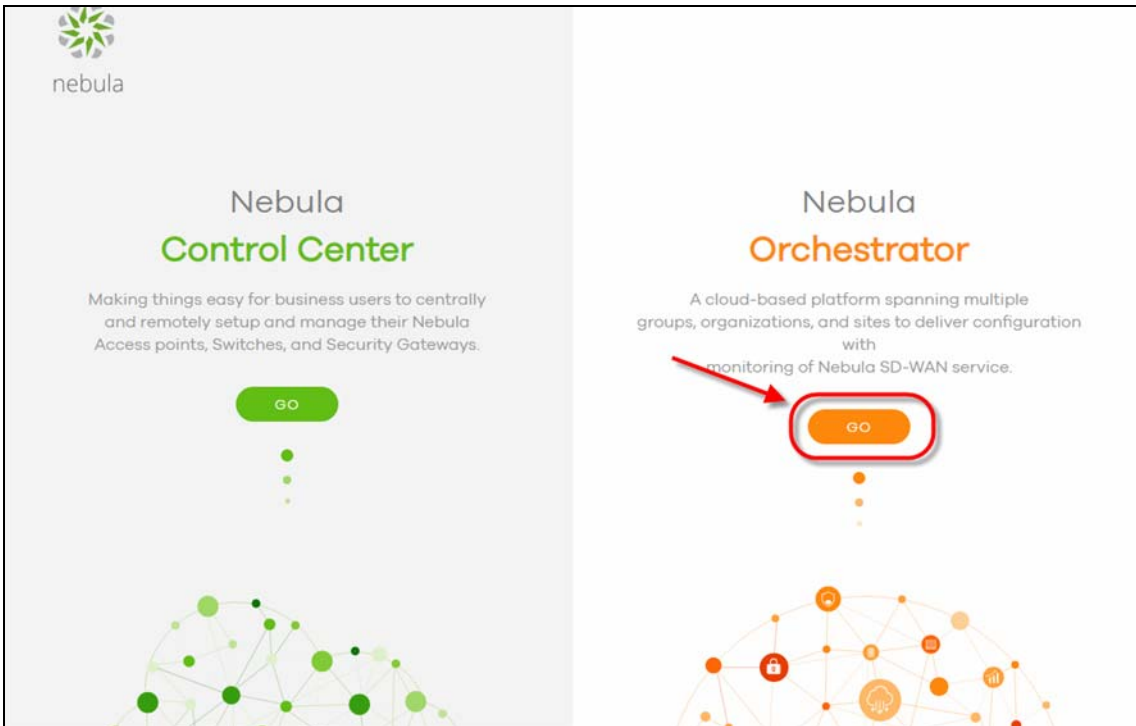 nebula
Nebula
Control Center
Making things easy for business users to centrally
and remotely setup and manage their Nebula
Access points, Switches, and Security Gateways.
GO
Nebula
Orchestrator
A cloud-based platform spanning multiple
groups, organizations, and sites to deliver configuration
with
monitoring of Nebula SD-WAN service.
GO